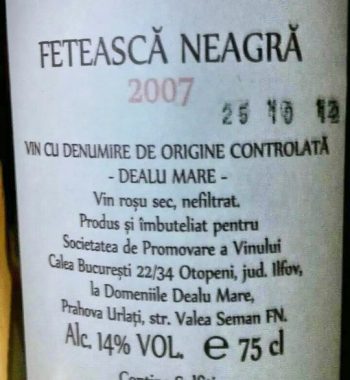 FETEASCĂ NEAGRĂ
2007
25 10 12
VIN CU DENUMIRE DE ORIGINE CONTROLATĂ
- DEALU MARE -
Vin roșu sec, nefiltrat.
Produs și îmbuteliat pentru
Societatea de Promovare a Vinului
Calea București 22/34 Otopeni, jud. Ilfov,
la Domeniile Dealu Mare,
Prahova Urlați, str. Valea Seman FN.
Alc. 14% VOL. e 75 cl